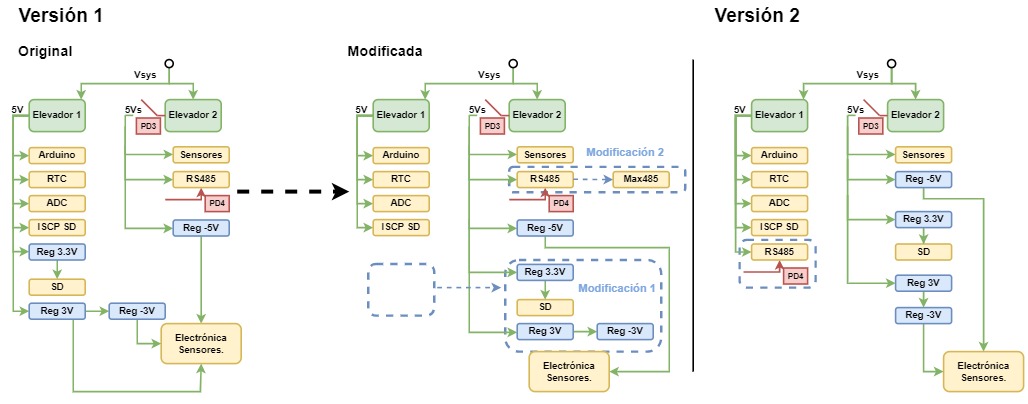 Versión 1
Original
Vsys
5V
Elevador 1
5Vs
PD3
Elevador 2
Arduino
RTC
ADC
ISCP SD
Reg 3.3V
SD
Reg 3V
Reg -3V
Sensores
RS485
PD4
Reg -5V
Electrónica
Sensores.
Modificada
Vsys
5V
Elevador 1
5Vs
PD3
Elevador 2
Arduino
RTC
ADC
ISCP SD
Sensores
Modificación 2
RS485
Max485
PD4
Reg -5V
Reg 3.3V
Modificación 1
SD
Reg 3V
Reg -3V
Electrónica
Sensores.
Versión 2
Vsys
5V
Elevador 1
5Vs
PD3
Elevador 2
Arduino
RTC
ADC
ISCP SD
RS485
PD4
Sensores
Reg -5V
Reg 3.3V
SD
Reg 3V
Reg -3V
Electrónica
Sensores.